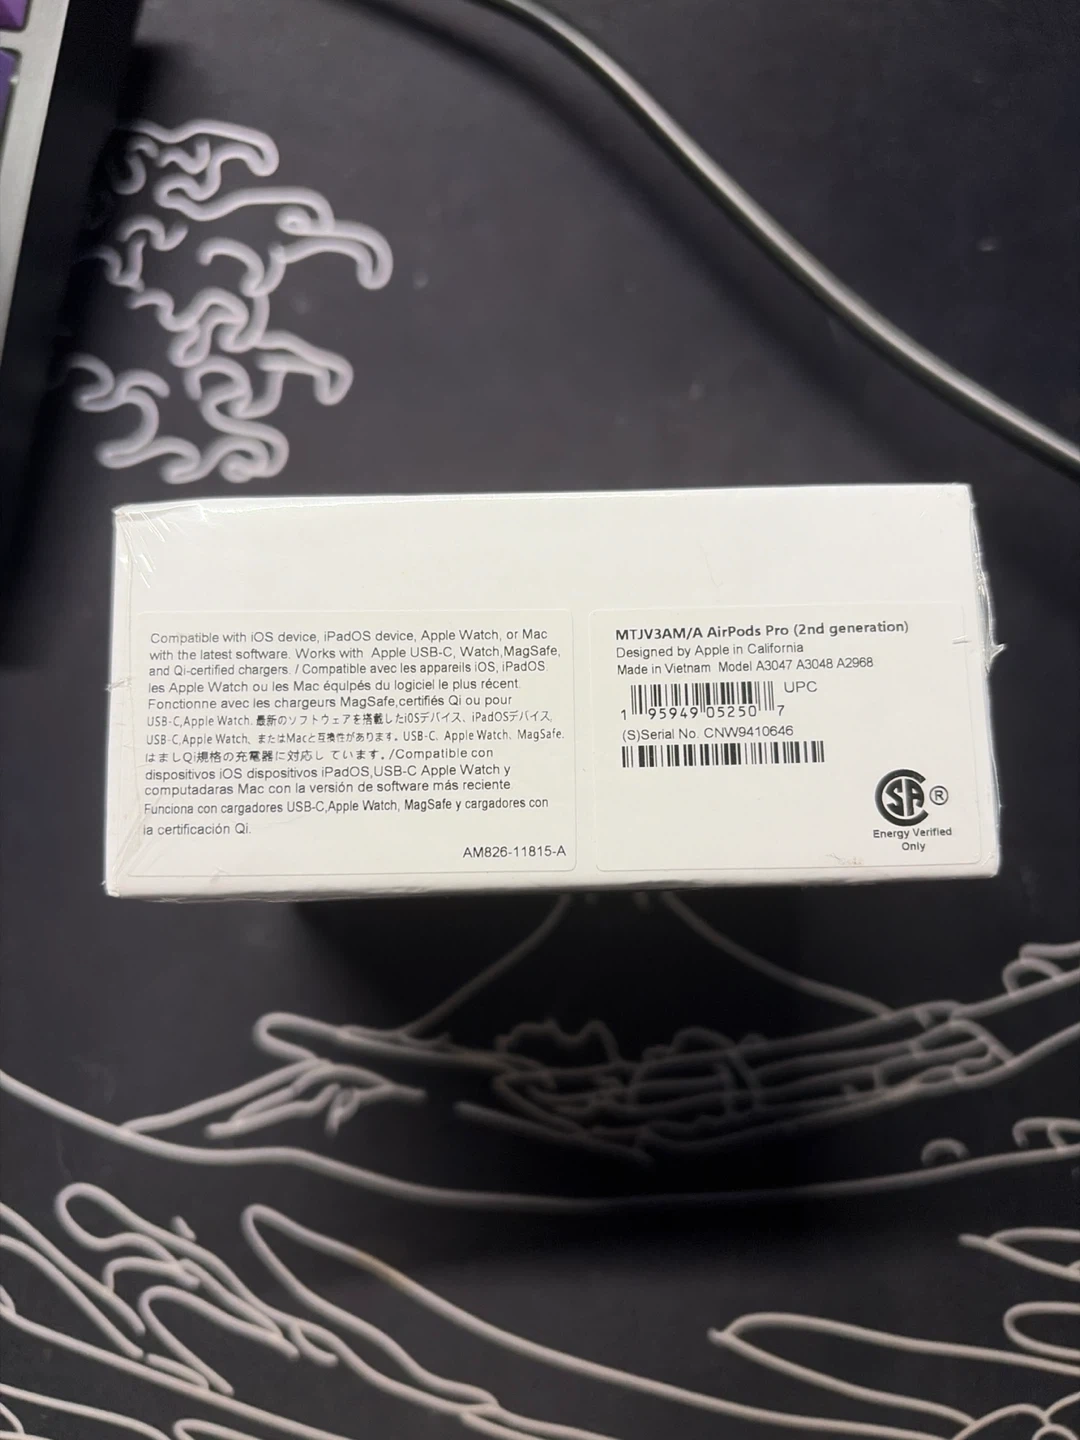 Compatible with iOS device, iPadOS device, Apple Watch, or Mac
with the latest software. Works with Apple USB-C, Watch,MagSafe,
and Qi-certified chargers. / Compatible avec les appareils iOS, iPadOS.
les Apple Watch ou les Mac équlpés du logiciel le plus récent.
Fonctionne avec les chargeurs MagSafe,certifiés Qi ou pour
USB-C,Apple Watch. 最新のソフトウェアを搭載したiOSデバイス、iPadOSデバイス,
USB-C,Apple Watch、またはMacと互換性があります。USB-C、Apple Watch、MagSafe.
はましQi規格の充電器に対応し ています。/Compatible con
dispositivos iOS dispositivos iPadOS,USB-C Apple Watch y
computadaras Mac con la versión de software más reciente
Funciona con cargadores USB-C,Apple Watch, MagSafe y cargadores con
la certificación Qi.
AM826-11815-A
MTJV3AM/A AirPods Pro (2nd generation)
Designed by Apple in California
Made in Vietnam Model A3047 A3048 A2968
UPC
1 95949 05250 7
(S)Serial No. CNW9410646
SA ®
Energy Verified
Only